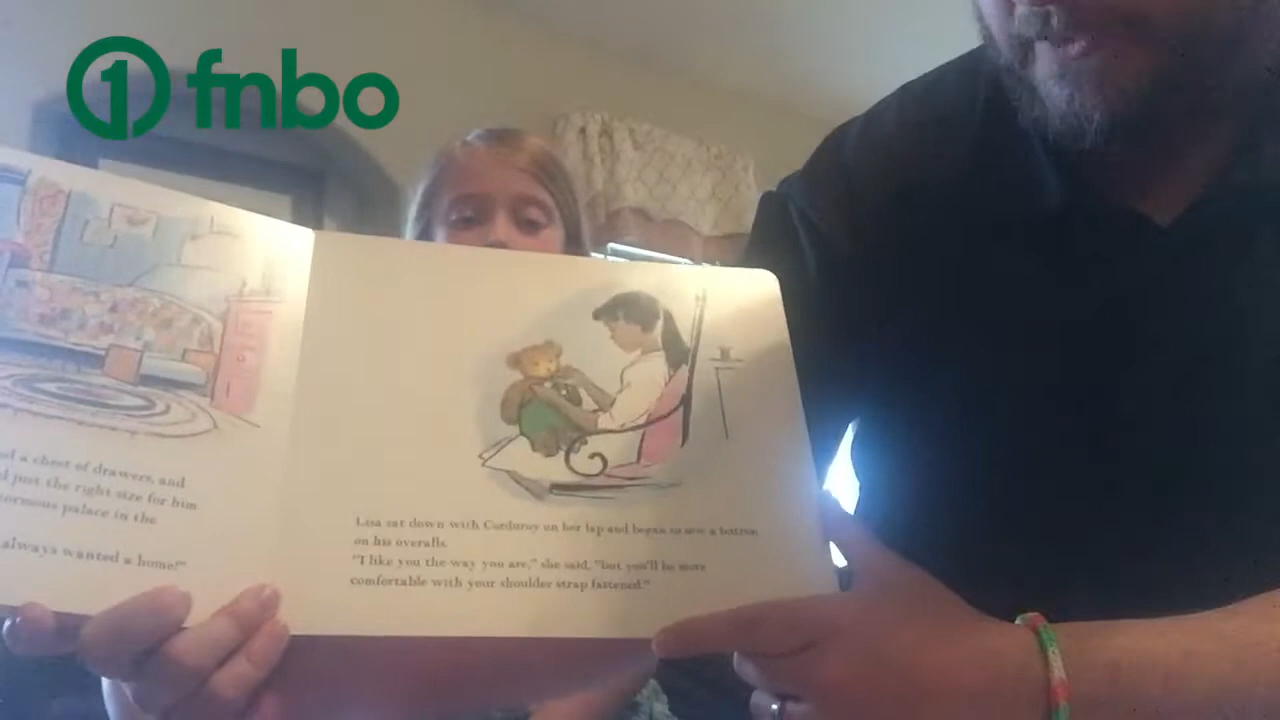 1 fnbo
a chest of drawers, and
just the right size for him
enormous palace in the
always wanted a home!"
Lisa sat down with Corduroy on her lap and began to sew a button
on his overalls.
"I like you the way you are," she said, "but you'll be more
comfortable with your shoulder strap fastened."